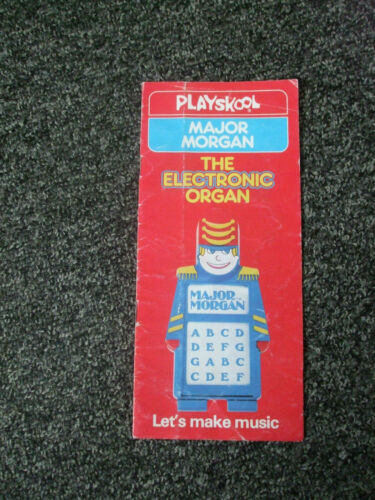 PLAYSKOOL®
MAJOR
MORGAN
THE
ELECTRONIC
ORGAN
MAJOR
MORGAN
A B C D
D E F G
G A B C
C D E F
Let's make music